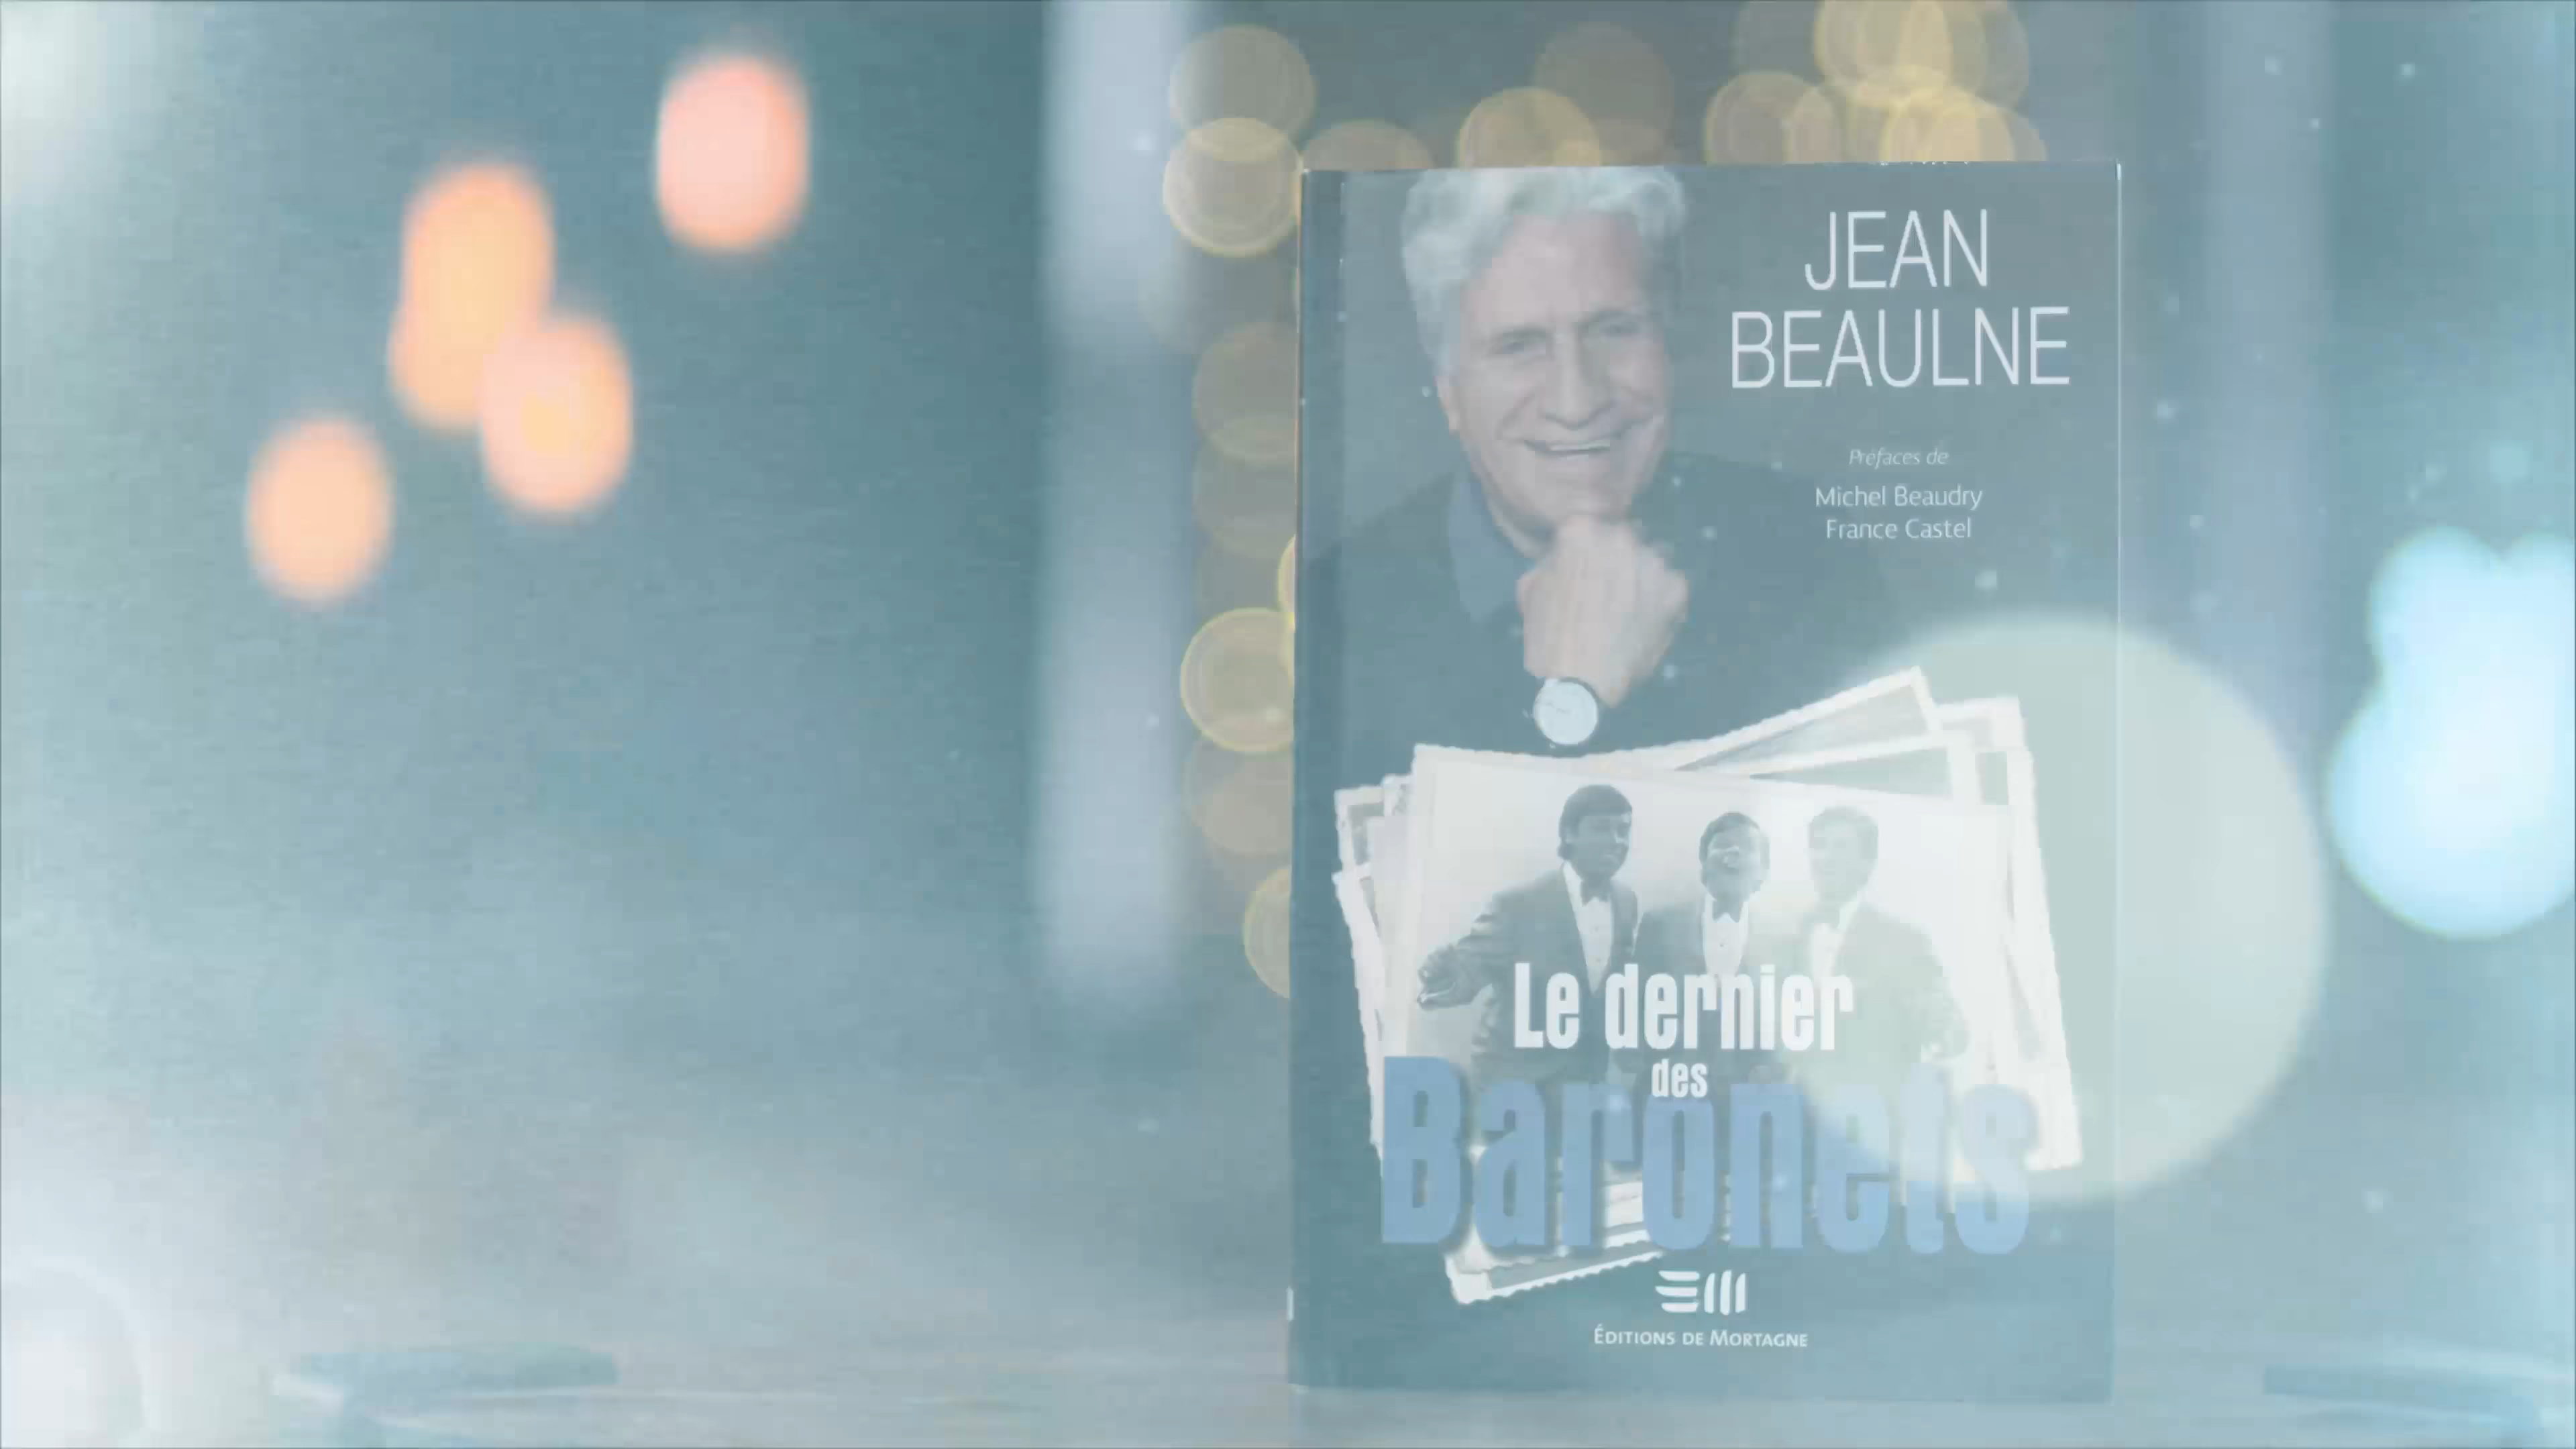 JEAN
BEAULNE
Préfaces de
Michel Beaudry
France Castel
Le dernier
des
Baronets
ÉDITIONS DE MORTAGNE